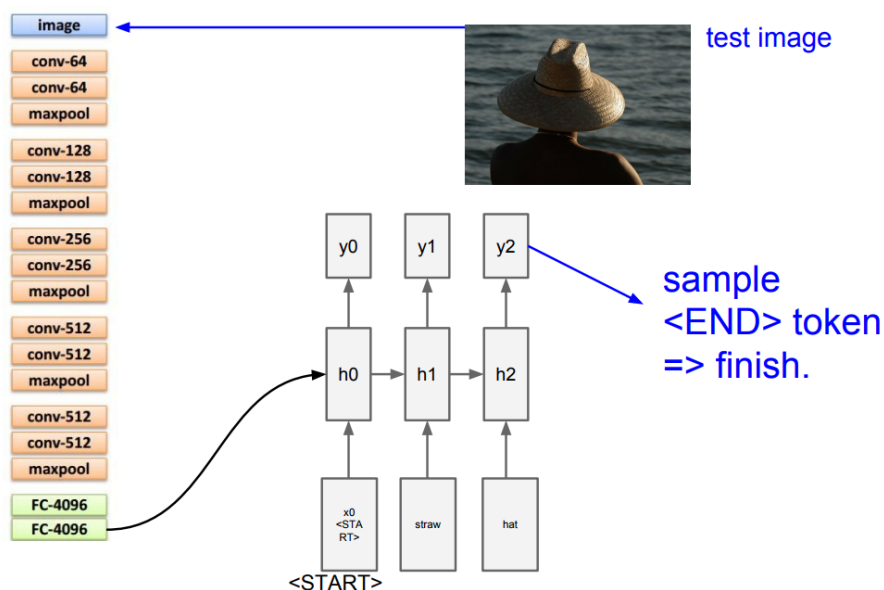 image
conv-64
conv-64
maxpool
conv-128
conv-128
maxpool
conv-256
conv-256
maxpool
conv-512
conv-512
maxpool
conv-512
conv-512
maxpool
FC-4096
FC-4096
test image
y0
y1
y2
sample
<END> token
=> finish.
h0
h1
h2
x0
<STA
RT>
straw
hat
<START>